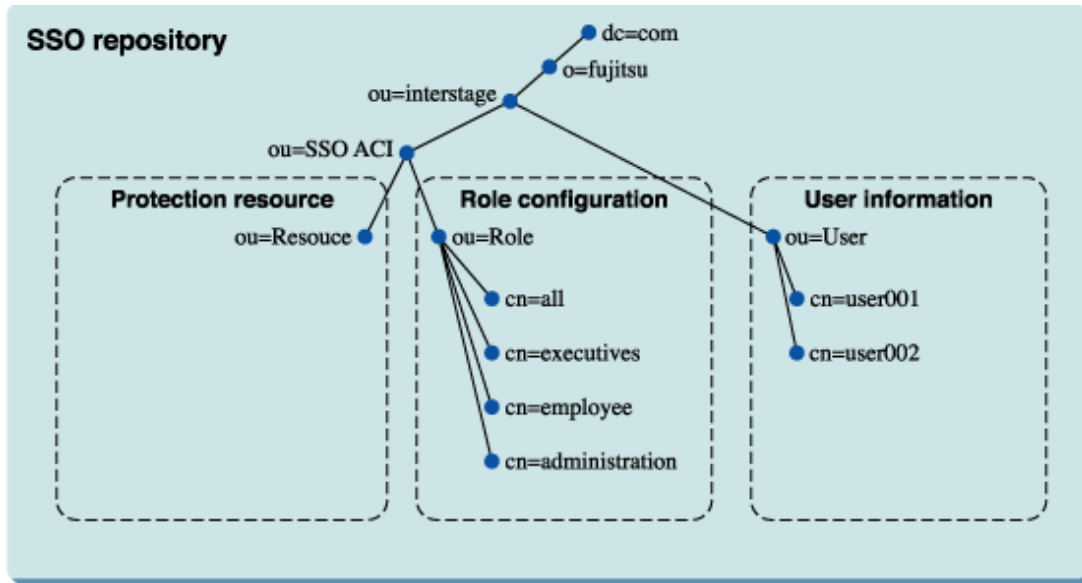 SSO repository
dc=com
o=fujitsu
ou=interstage
ou=SSO ACI
Protection resource
Role configuration
User information
ou=Resouce
ou=Role
ou=User
cn=all
cn=user001
cn=executives
cn=user002
cn=employee
cn=administration